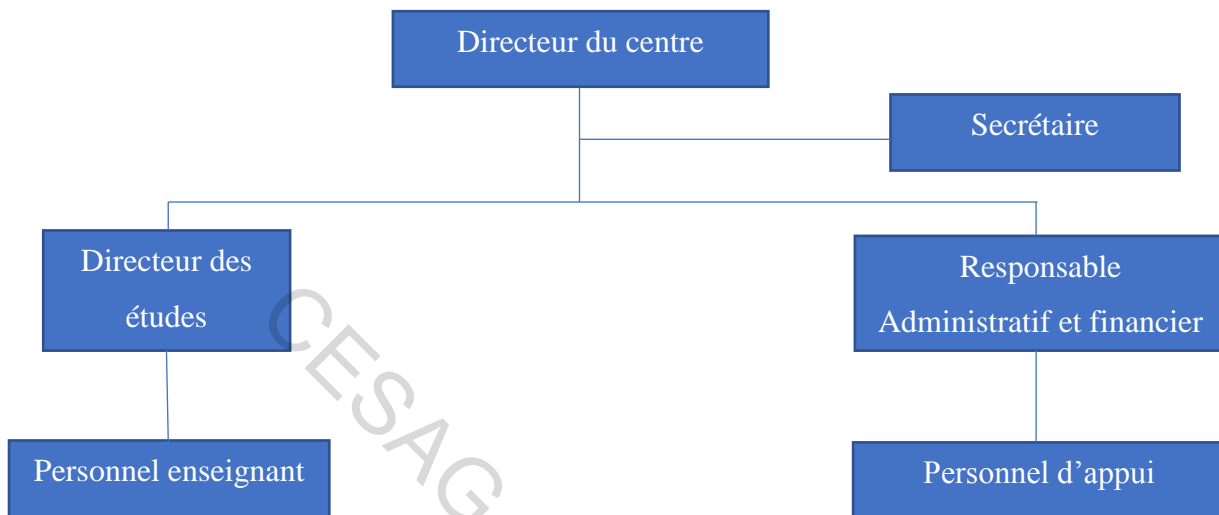 Directeur du centre
Secrétaire
Directeur des
études
Responsable
Administratif et financier
CESAG
Personnel enseignant
Personnel d’appui